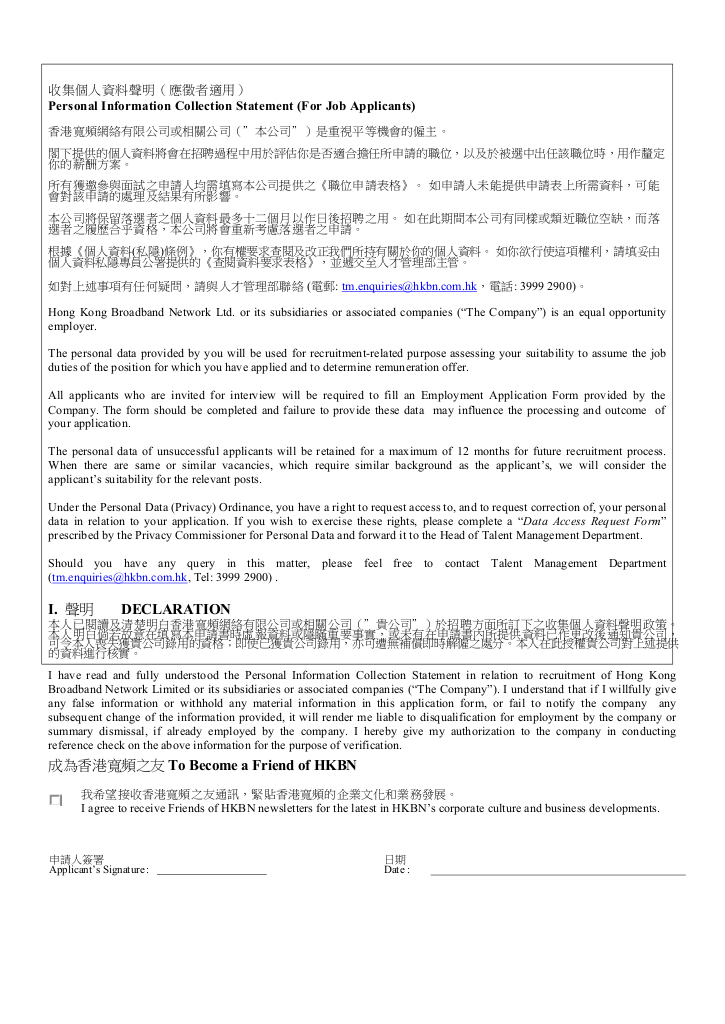 收集個人資料聲明（應徵者適用）
Personal Information Collection Statement (For Job Applicants)
香港寬頻網絡有限公司或相關公司（”本公司”）是重視平等機會的僱主。
閣下提供的個人資料將會在招聘過程中用於評估你是否適合擔任所申請的職位，以及於被選中出任該職位時，用作釐定
你的薪酬方案。
所有獲邀參與面試之申請人均需填寫本公司提供之《職位申請表格》。 如申請人未能提供申請表上所需資料，可能
會對該申請的處理及結果有所影響。
本公司將保留落選者之個人資料最多十二個月以作日後招聘之用。 如在此期間本公司有同樣或類近職位空缺，而落
選者之履歷合乎資格，本公司將會重新考慮落選者之申請。
根據《個人資料(私隱)條例》，你有權要求查閱及改正我們所持有關於你的個人資料。 如你欲行使這項權利，請填妥由
個人資料私隱專員公署提供的《查閱資料要求表格》，並遞交至人才管理部主管。
如對上述事項有任何疑問，請與人才管理部聯絡 (電郵: tm.enquiries@hkbn.com.hk，電話: 3999 2900)。
Hong Kong Broadband Network Ltd. or its subsidiaries or associated companies (“The Company”) is an equal opportunity
employer.
The personal data provided by you will be used for recruitment-related purpose assessing your suitability to assume the job
duties of the position for which you have applied and to determine remuneration offer.
All applicants who are invited for interview will be required to fill an Employment Application Form provided by the
Company. The form should be completed and failure to provide these data may influence the processing and outcome of
your application.
The personal data of unsuccessful applicants will be retained for a maximum of 12 months for future recruitment process.
When there are same or similar vacancies, which require similar background as the applicant’s, we will consider the
applicant’s suitability for the relevant posts.
Under the Personal Data (Privacy) Ordinance, you have a right to request access to, and to request correction of, your personal
data in relation to your application. If you wish to exercise these rights, please complete a “Data Access Request Form”
prescribed by the Privacy Commissioner for Personal Data and forward it to the Head of Talent Management Department.
Should you have any query in this matter, please feel free to contact Talent Management Department
(tm.enquiries@hkbn.com.hk, Tel: 3999 2900) .
I. 聲明 DECLARATION
本人已閱讀及清楚明白香港寬頻網絡有限公司或相關公司（”貴公司”）於招聘方面所訂下之收集個人資料聲明政策。
本人明白倘若故意在填寫本申請書時虛報資料或隱瞞重要事實，或未有在申請書內所提供資料已作更改後通知貴公司，
可令本人喪失獲貴公司錄用的資格；即使已獲貴公司錄用，亦可遭無補償即時解僱之處分。本人在此授權貴公司對上述提供
的資料進行核實。
I have read and fully understood the Personal Information Collection Statement in relation to recruitment of Hong Kong
Broadband Network Limited or its subsidiaries or associated companies (“The Company”). I understand that if I willfully give
any false information or withhold any material information in this application form, or fail to notify the company any
subsequent change of the information provided, it will render me liable to disqualification for employment by the company or
summary dismissal, if already employed by the company. I hereby give my authorization to the company in conducting
reference check on the above information for the purpose of verification.
成為香港寬頻之友 To Become a Friend of HKBN
我希望接收香港寬頻之友通訊，緊貼香港寬頻的企業文化和業務發展。
I agree to receive Friends of HKBN newsletters for the latest in HKBN’s corporate culture and business developments.
申請人簽署 日期
Applicant’s Signature: Date :